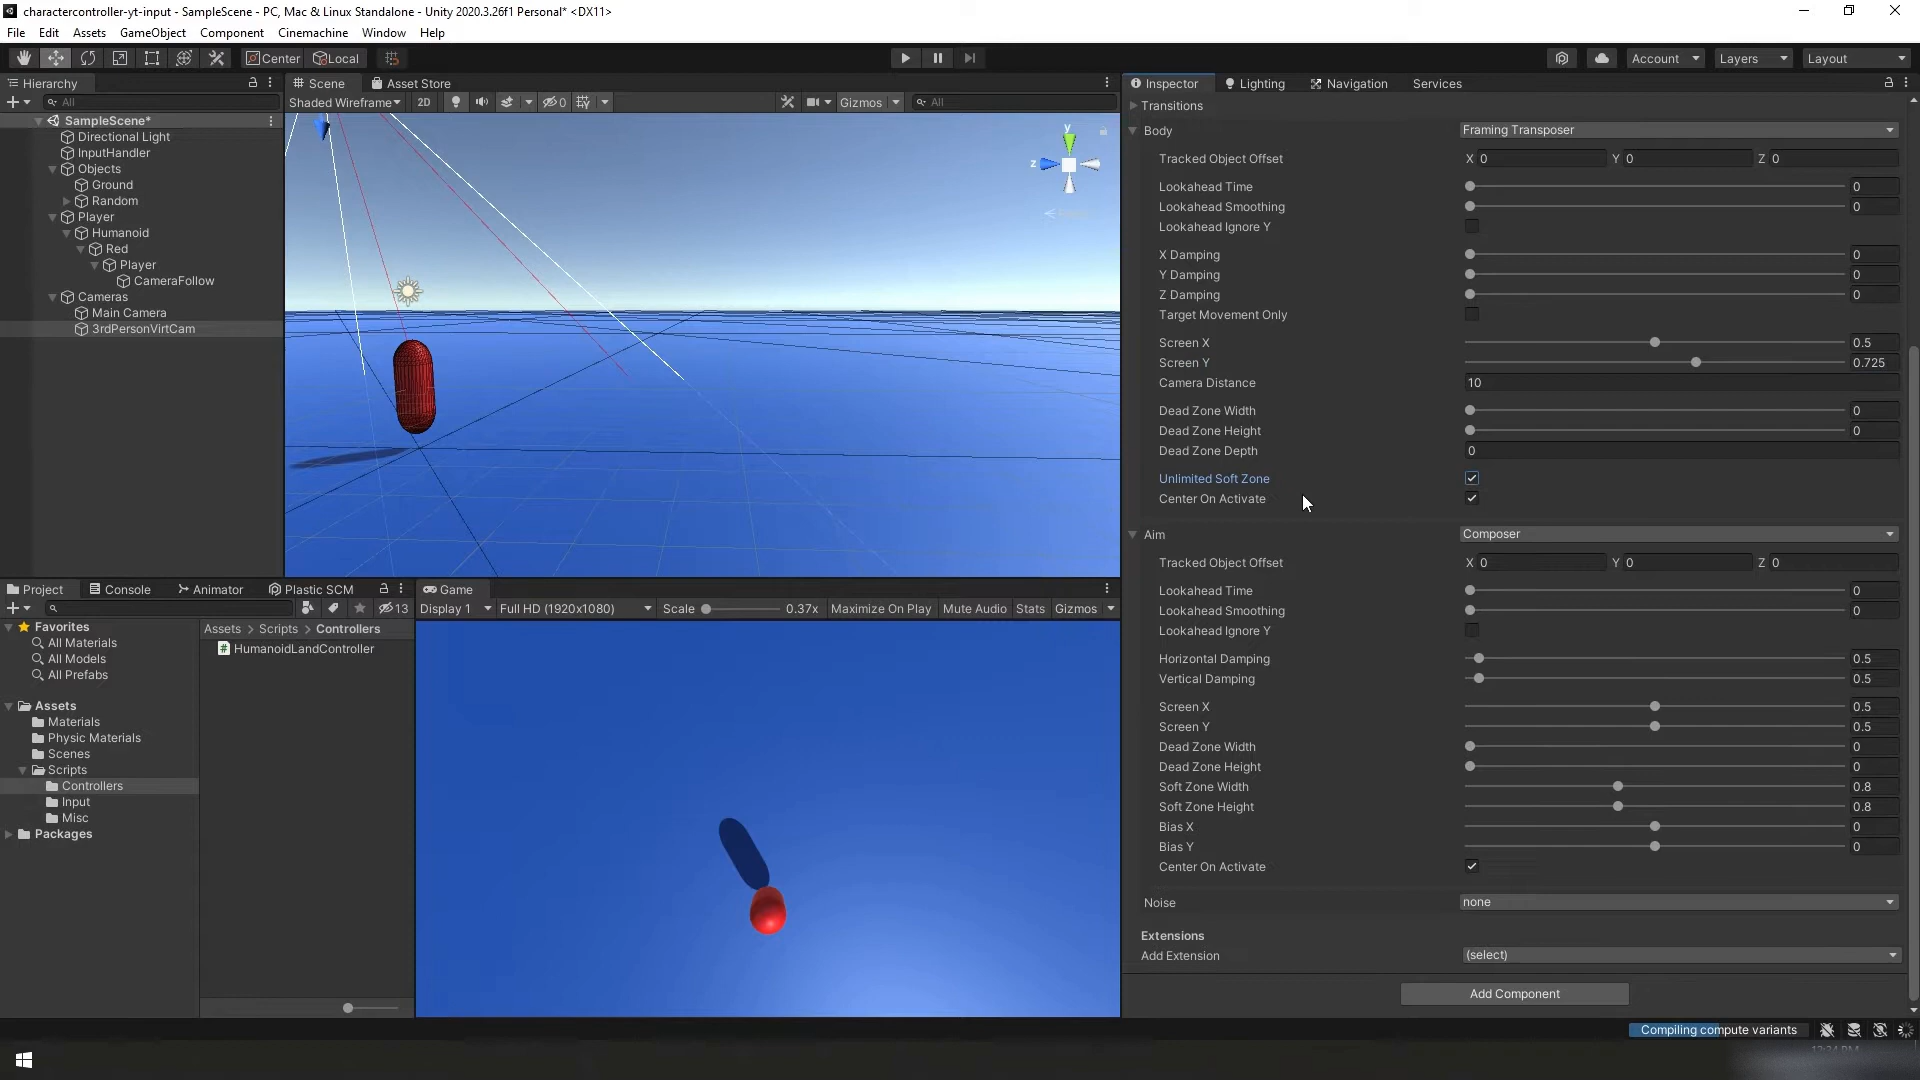 charactercontroller-yt-input - SampleScene - PC, Mac & Linux Standalone - Unity 2020.3.26f1 Personal* <DX11>
File Edit Assets GameObject Component Cinemachine Window Help
Center Local Account Layers Layout
Hierarchy
All
SampleScene*
Directional Light
InputHandler
Objects
Ground
Random
Player
Humanoid
Red
Player
CameraFollow
Cameras
Main Camera
3rdPersonVirtCam
Scene Asset Store
Shaded Wireframe 2D 0 Gizmos All
y
z
Inspector Lighting Navigation Services
Transitions
Body Framing Transposer
Tracked Object Offset X 0 Y 0 Z 0
Lookahead Time 0
Lookahead Smoothing 0
Lookahead Ignore Y
X Damping 0
Y Damping 0
Z Damping 0
Target Movement Only
Screen X 0.5
Screen Y 0.725
Camera Distance 10
Dead Zone Width 0
Dead Zone Height 0
Dead Zone Depth 0
Unlimited Soft Zone
Center On Activate
Aim Composer
Tracked Object Offset X 0 Y 0 Z 0
Lookahead Time 0
Lookahead Smoothing 0
Lookahead Ignore Y
Horizontal Damping 0.5
Vertical Damping 0.5
Screen X 0.5
Screen Y 0.5
Dead Zone Width 0
Dead Zone Height 0
Soft Zone Width 0.8
Soft Zone Height 0.8
Bias X 0
Bias Y 0
Center On Activate
Noise none
Extensions
Add Extension (select)
Add Component
Project Console Animator Plastic SCM
13
Favorites
All Materials
All Models
All Prefabs
Assets
Materials
Physic Materials
Scenes
Scripts
Controllers
Input
Misc
Packages
Assets > Scripts > Controllers
HumanoidLandController
Game
Display 1 Full HD (1920x1080) Scale 0.37x Maximize On Play Mute Audio Stats Gizmos
Compiling compute variants